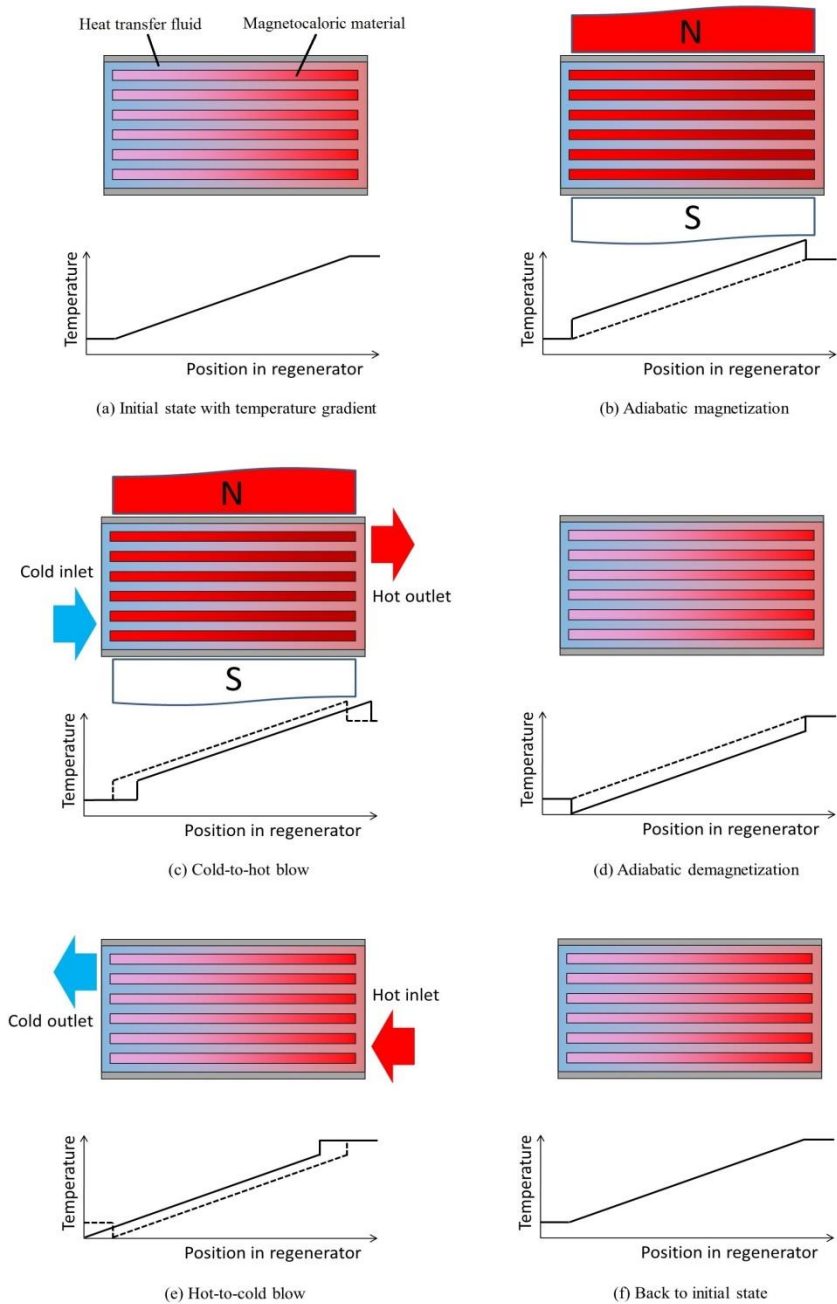 Heat transfer fluid
Magnetocaloric material
Temperature
Position in regenerator
(a) Initial state with temperature gradient
N
S
Temperature
Position in regenerator
(b) Adiabatic magnetization
N
Cold inlet
Hot outlet
S
Temperature
Position in regenerator
(c) Cold-to-hot blow
Temperature
Position in regenerator
(d) Adiabatic demagnetization
Cold outlet
Hot inlet
Temperature
Position in regenerator
(e) Hot-to-cold blow
Temperature
Position in regenerator
(f) Back to initial state